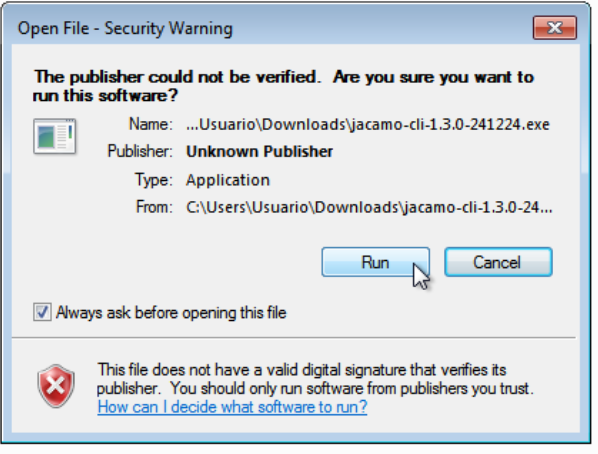 Open File - Security Warning
The publisher could not be verified. Are you sure you want to
run this software?
Name: ...Usuario\Downloads\jacamo-cli-1.3.0-241224.exe
Publisher: Unknown Publisher
Type: Application
From: C:\Users\Usuario\Downloads\jacamo-cli-1.3.0-24...
Run Cancel
Always ask before opening this file
This file does not have a valid digital signature that verifies its
publisher. You should only run software from publishers you trust.
How can I decide what software to run?